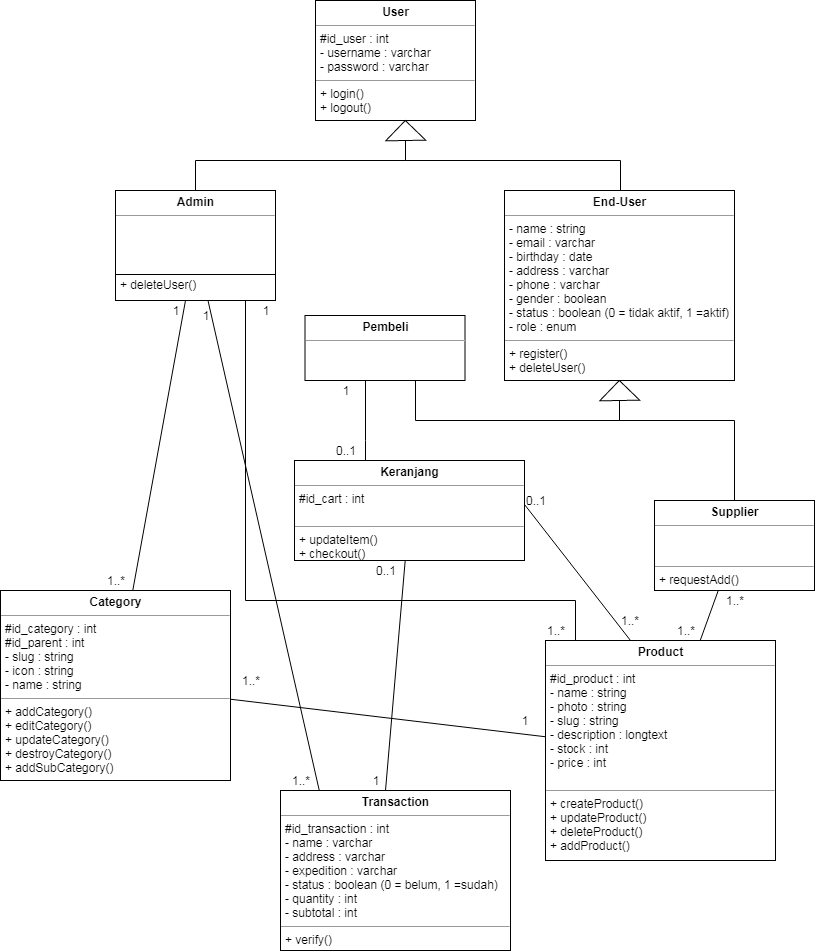 User
#id_user : int
- username : varchar
- password : varchar
+ login()
+ logout()
Admin
+ deleteUser()
End-User
- name : string
- email : varchar
- birthday : date
- address : varchar
- phone : varchar
- gender : boolean
- status : boolean (0 = tidak aktif, 1 =aktif)
- role : enum
+ register()
+ deleteUser()
1
1
1
Pembeli
1
0..1
Keranjang
#id_cart : int
+ updateItem()
+ checkout()
0..1
0..1
Supplier
+ requestAdd()
1..*
1..*
Category
#id_category : int
#id_parent : int
- slug : string
- icon : string
- name : string
+ addCategory()
+ editCategory()
+ updateCategory()
+ destroyCategory()
+ addSubCategory()
1..*
1..*
1..*
1..*
1
Product
#id_product : int
- name : string
- photo : string
- slug : string
- description : longtext
- stock : int
- price : int
+ createProduct()
+ updateProduct()
+ deleteProduct()
+ addProduct()
1..*
1
Transaction
#id_transaction : int
- name : varchar
- address : varchar
- expedition : varchar
- status : boolean (0 = belum, 1 =sudah)
- quantity : int
- subtotal : int
+ verify()